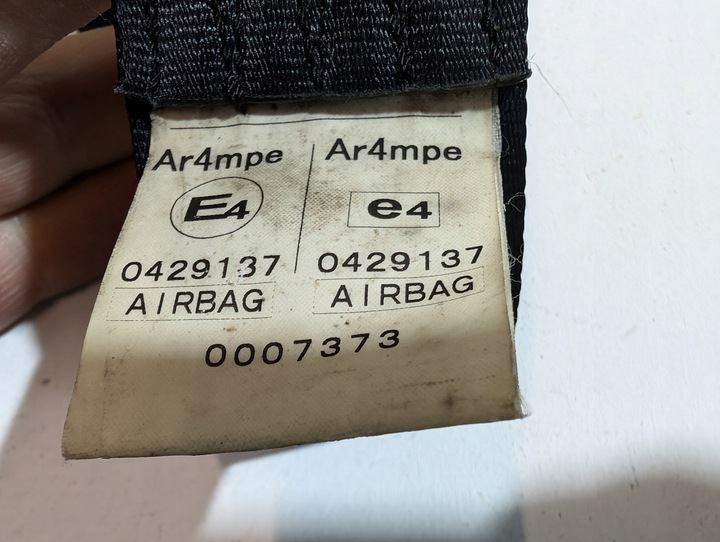 Ar4mpe Ar4mpe
E4 e4
0429137 0429137
AIRBAG AIRBAG
0007373